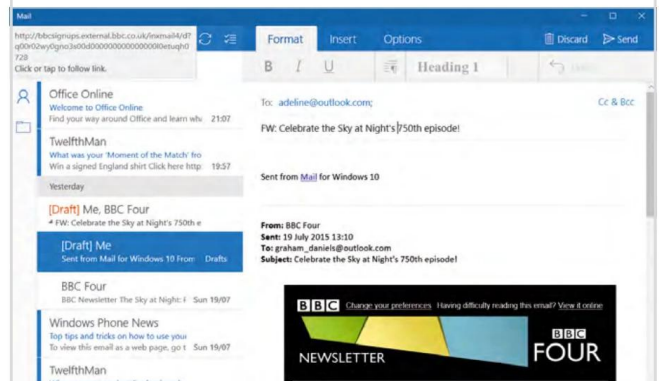 Mail
http://bbcsignups.external.bbc.co.uk/inxmail4/d?
728
Click or tap to follow link.
Format Insert Options Discard Send
B I U Heading 1
To: adeline@outlook.com; Cc & Bcc
FW: Celebrate the Sky at Night's 750th episode!
Sent from Mail for Windows 10
From: BBC Four
Sent: 19 July 2015 13:10
To: graham_daniels@outlook.com
Subject: Celebrate the Sky at Night's 750th episode!
BBC Change your preferences Having difficulty reading this email? View it online
NEWSLETTER
BBC
FOUR
Office Online
Welcome to Office Online
Find your way around Office and learn wha 21:07
TwelfthMan
What was your 'Moment of the Match' fro
Win a signed England shirt Click here http: 19:57
Yesterday
[Draft] Me, BBC Four
FW: Celebrate the Sky at Night's 750th e
[Draft] Me
Sent from Mail for Windows 10 From: Drafts
BBC Four
BBC Newsletter The Sky at Night: Sun 19/07
Windows Phone News
Top tips and tricks on how to use your
To view this email as a web page, go t Sun 19/07
TwelfthMan